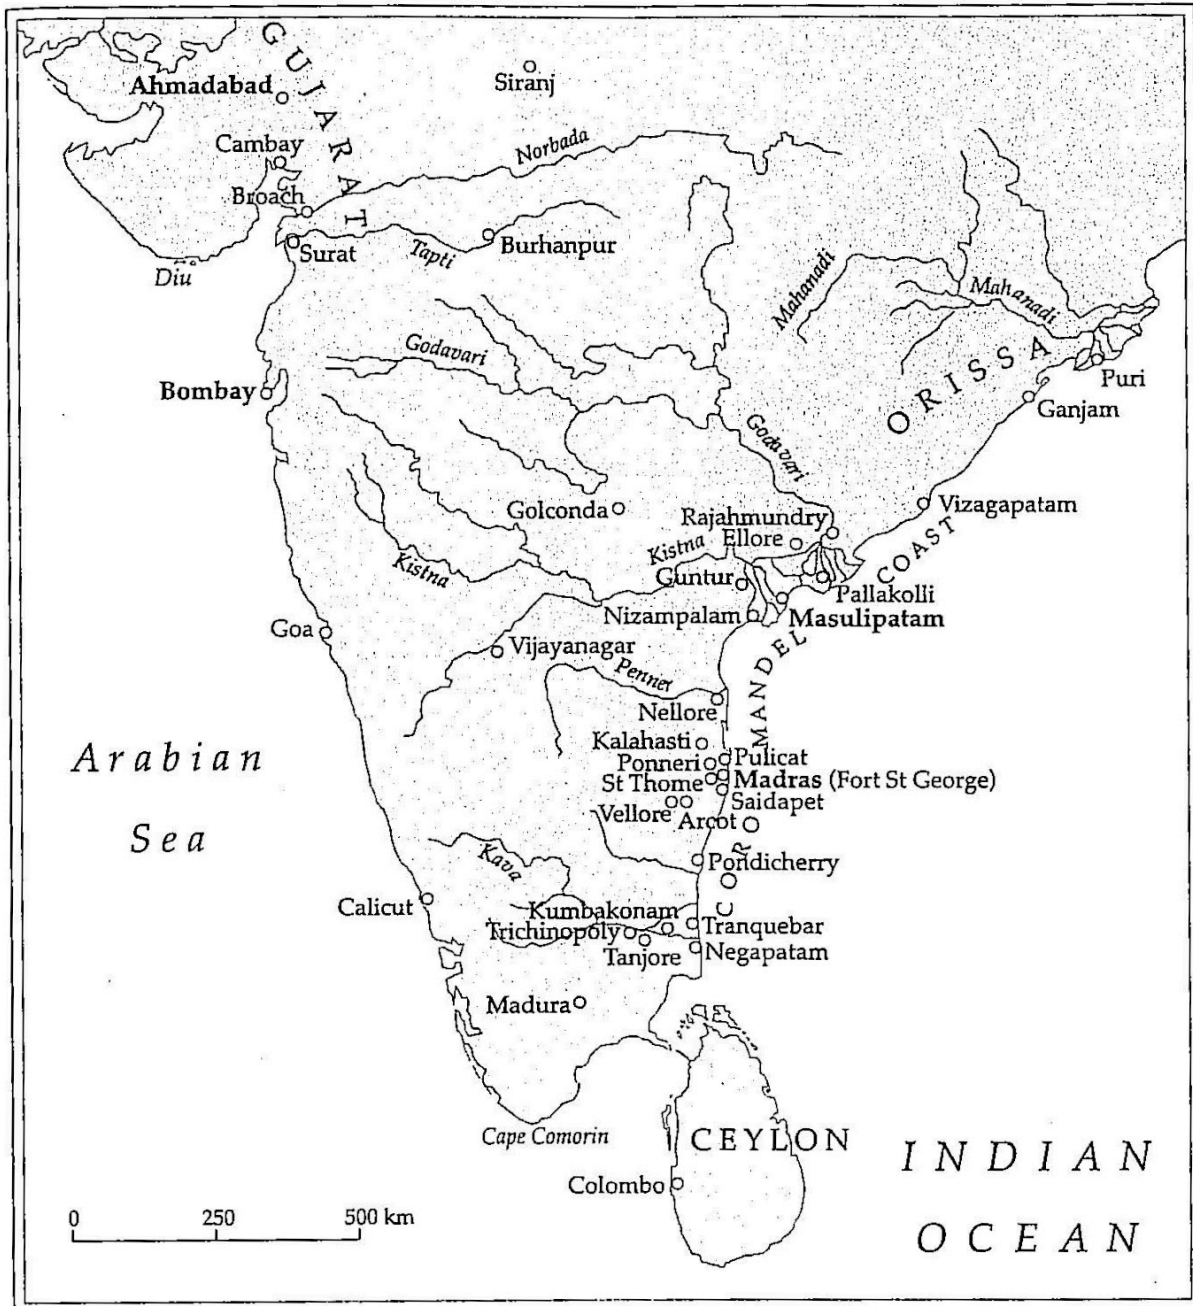 GUJARAT
Siranj
Ahmadabad
Cambay
Norbada
Broach
Surat
Tapti
Burhanpur
Diu
Mahanadi
Mahanadi
Godavari
ORISSA
Puri
Bombay
Ganjam
Godavari
Golconda
Vizagapatam
Rajahmundry
Ellore
Kistna
Kistna
Guntur
Pallakolli
Nizampalam
Masulipatam
COROMANDEL COAST
Goa
Vijayanagar
Penner
Nellore
Kalahasti
Pulicat
Ponneri
Madras (Fort St George)
St Thome
Saidapet
Vellore
Arcot
Arabian
Sea
Pondicherry
Kava
Calicut
Kumbakonam
Trichinopoly
Tranquebar
Tanjore
Negapatam
Madura
Cape Comorin
CEYLON
Colombo
INDIAN
OCEAN
0 250 500 km